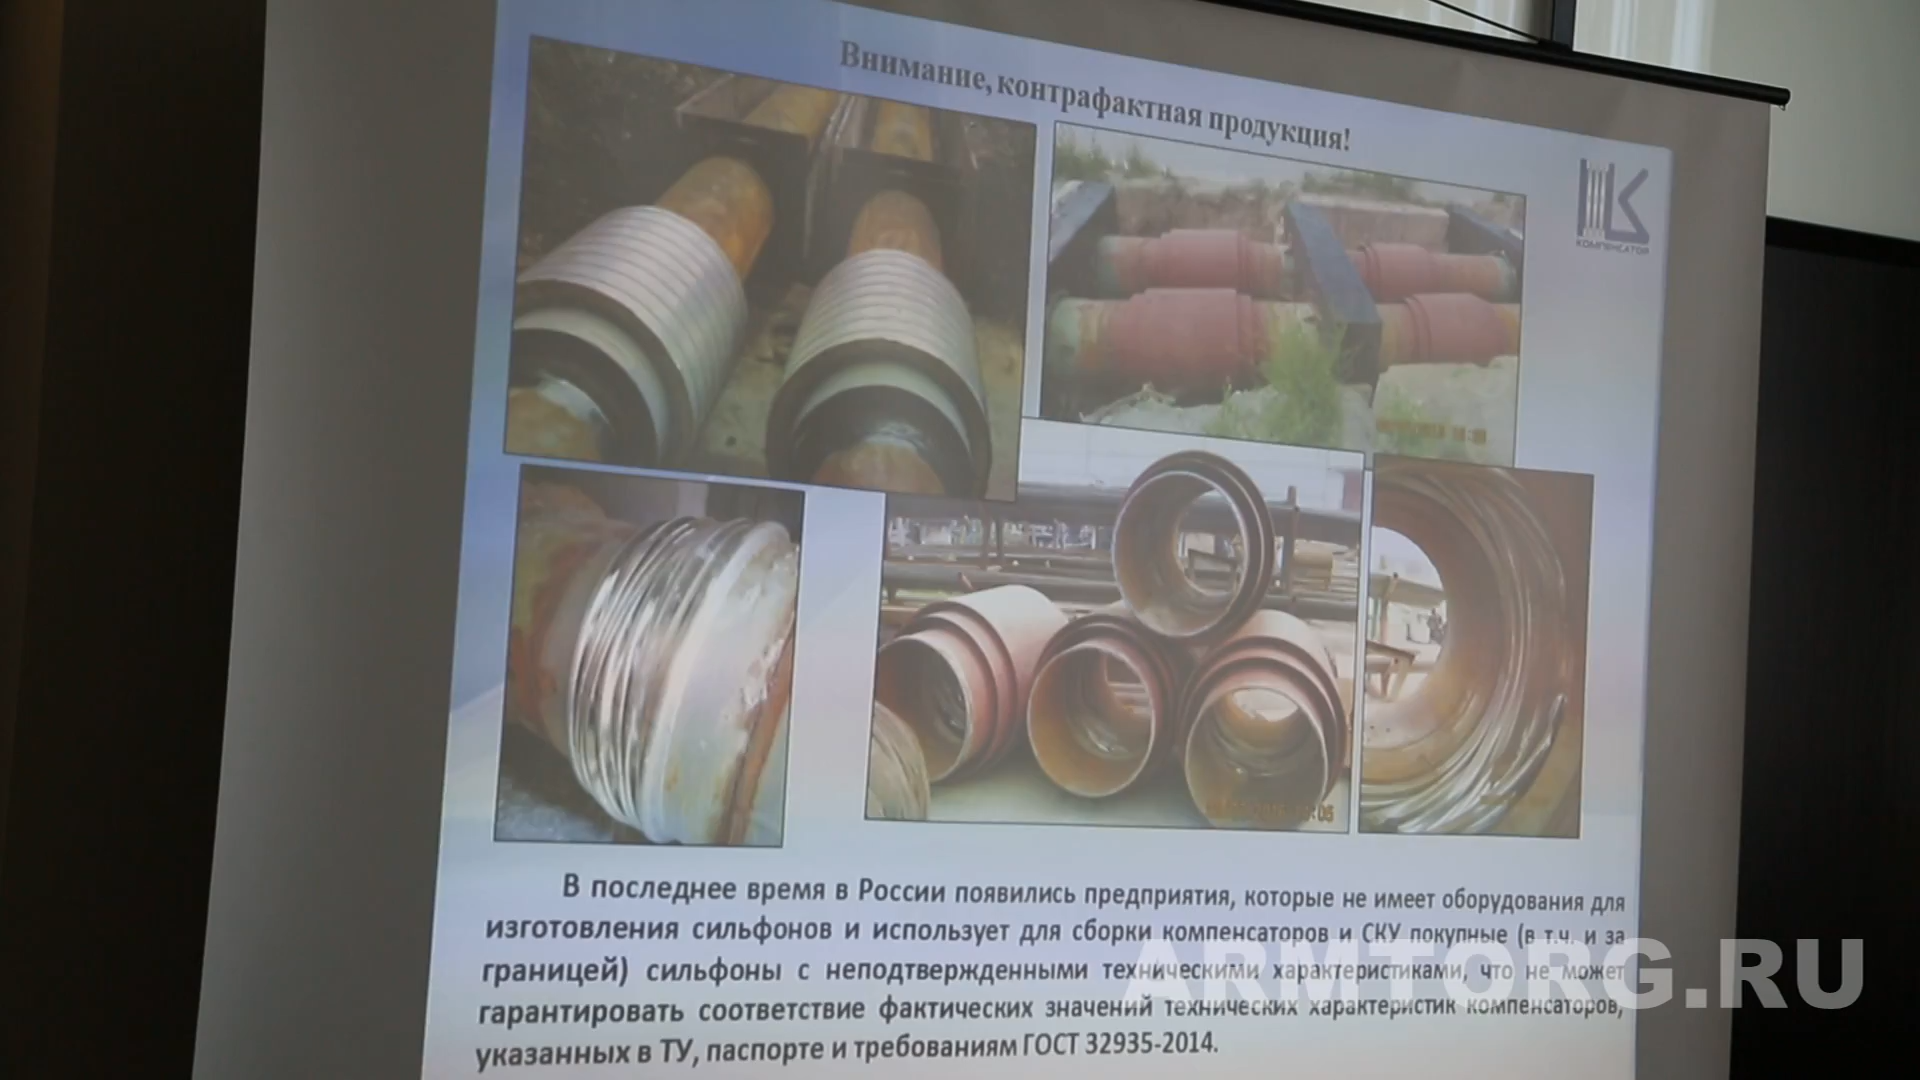 Внимание, контрафактная продукция!
КОМПЕНСАТОР
В последнее время в России появились предприятия, которые не имеет оборудования для
изготовления сильфонов и использует для сборки компенсаторов и СКУ покупные (в т.ч. и за
границей) сильфоны с неподтвержденными техническими характеристиками, что не может
гарантировать соответствие фактических значений технических характеристик компенсаторов,
указанных в ТУ, паспорте и требованиям ГОСТ 32935-2014.
ARMTORG.RU